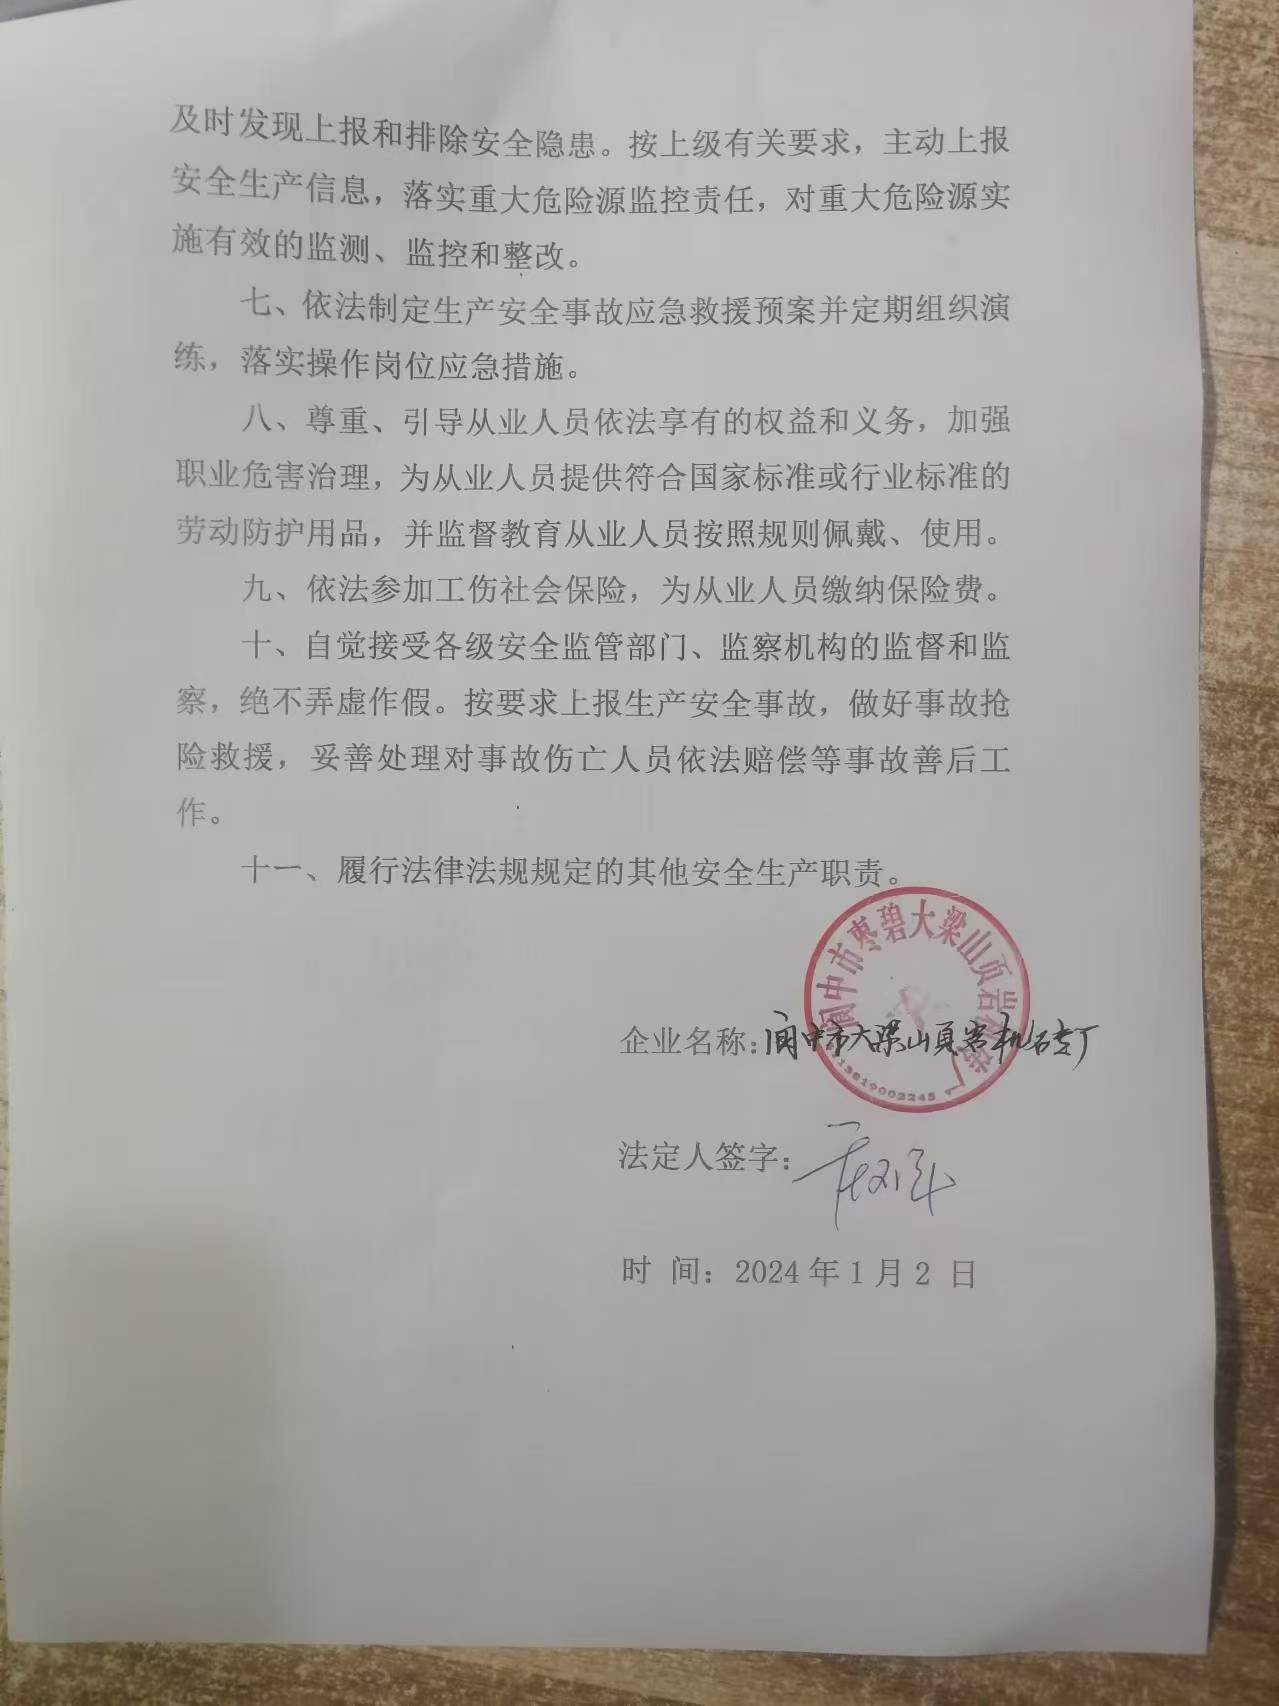 及时发现上报和排除安全隐患。按上级有关要求，主动上报
安全生产信息，落实重大危险源监控责任，对重大危险源实
施有效的监测、监控和整改。
七、依法制定生产安全事故应急救援预案并定期组织演
练，落实操作岗位应急措施。
八、尊重、引导从业人员依法享有的权益和义务，加强
职业危害治理，为从业人员提供符合国家标准或行业标准的
劳动防护用品，并监督教育从业人员按照规则佩戴、使用。
九、依法参加工伤社会保险，为从业人员缴纳保险费。
十、自觉接受各级安全监管部门、监察机构的监督和监
察，绝不弄虚作假。按要求上报生产安全事故，做好事故抢
险救援，妥善处理对事故伤亡人员依法赔偿等事故善后工
作。
十一、履行法律法规规定的其他安全生产职责。
阆中市枣碧大梁山页岩机砖厂
企业名称：阆中市大梁山页岩机砖厂
法定人签字：
时 间：2024年1月2 日